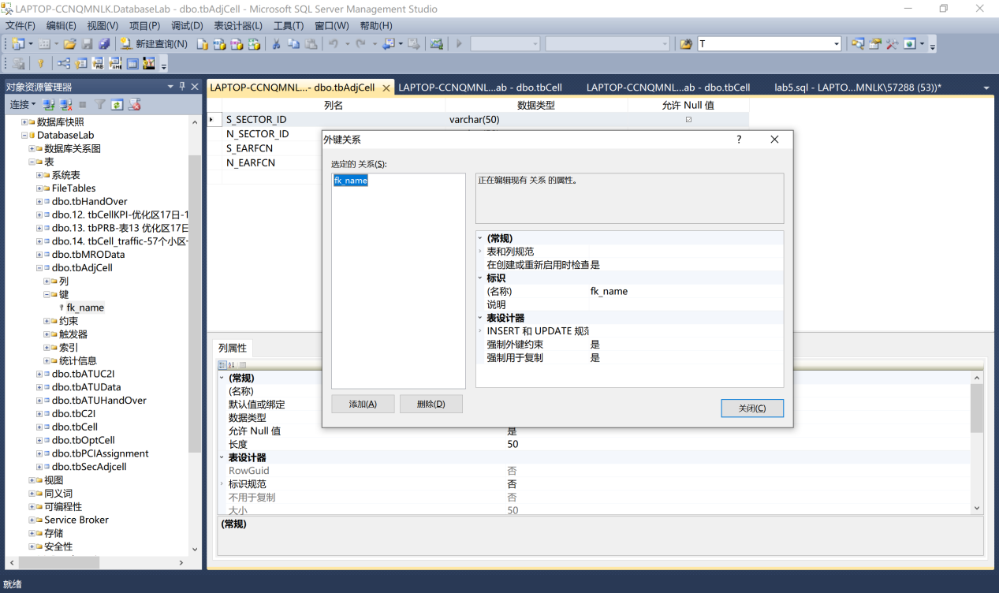 LAPTOP-CCNQMNLK.DatabaseLab - dbo.tbAdjCell - Microsoft SQL Server Management Studio
文件(F) 编辑(E) 视图(V) 项目(P) 调试(D) 表设计器(L) 工具(T) 窗口(W) 帮助(H)
新建查询(N) T
对象资源管理器
连接
数据库快照
DatabaseLab
数据库关系图
表
系统表
FileTables
dbo.tbHandOver
dbo.12. tbCellKPI-优化区17日-1
dbo.13. tbPRB-表13 优化区17日
dbo.14. tbCell_traffic-57个小区-
dbo.tbMROData
dbo.tbAdjCell
列
键
fk_name
约束
触发器
索引
统计信息
dbo.tbATUC2I
dbo.tbATUData
dbo.tbATUHandOver
dbo.tbC2I
dbo.tbCell
dbo.tbOptCell
dbo.tbPCIAssignment
dbo.tbSecAdjcell
视图
同义词
可编程性
Service Broker
存储
安全性
LAPTOP-CCNQMNL...- dbo.tbAdjCell LAPTOP-CCNQMNL...ab - dbo.tbCell LAPTOP-CCNQMNL...ab - dbo.tbCell lab5.sql - LAPTO...MNLK\57288 (53))*
列名 数据类型 允许 Null 值
S_SECTOR_ID varchar(50)
N_SECTOR_ID
S_EARFCN
N_EARFCN
外键关系 ?
选定的 关系(S):
fk_name
正在编辑现有 关系 的属性。
(常规)
表和列规范
在创建或重新启用时检查 是
标识
(名称) fk_name
说明
表设计器
INSERT 和 UPDATE 规范
强制外键约束 是
强制用于复制 是
添加(A) 删除(D) 关闭(C)
列属性
(常规)
(名称)
默认值或绑定
数据类型
允许 Null 值 是
长度 50
表设计器
RowGuid 否
标识规范 否
不用于复制 否
大小 50
(常规)
就绪